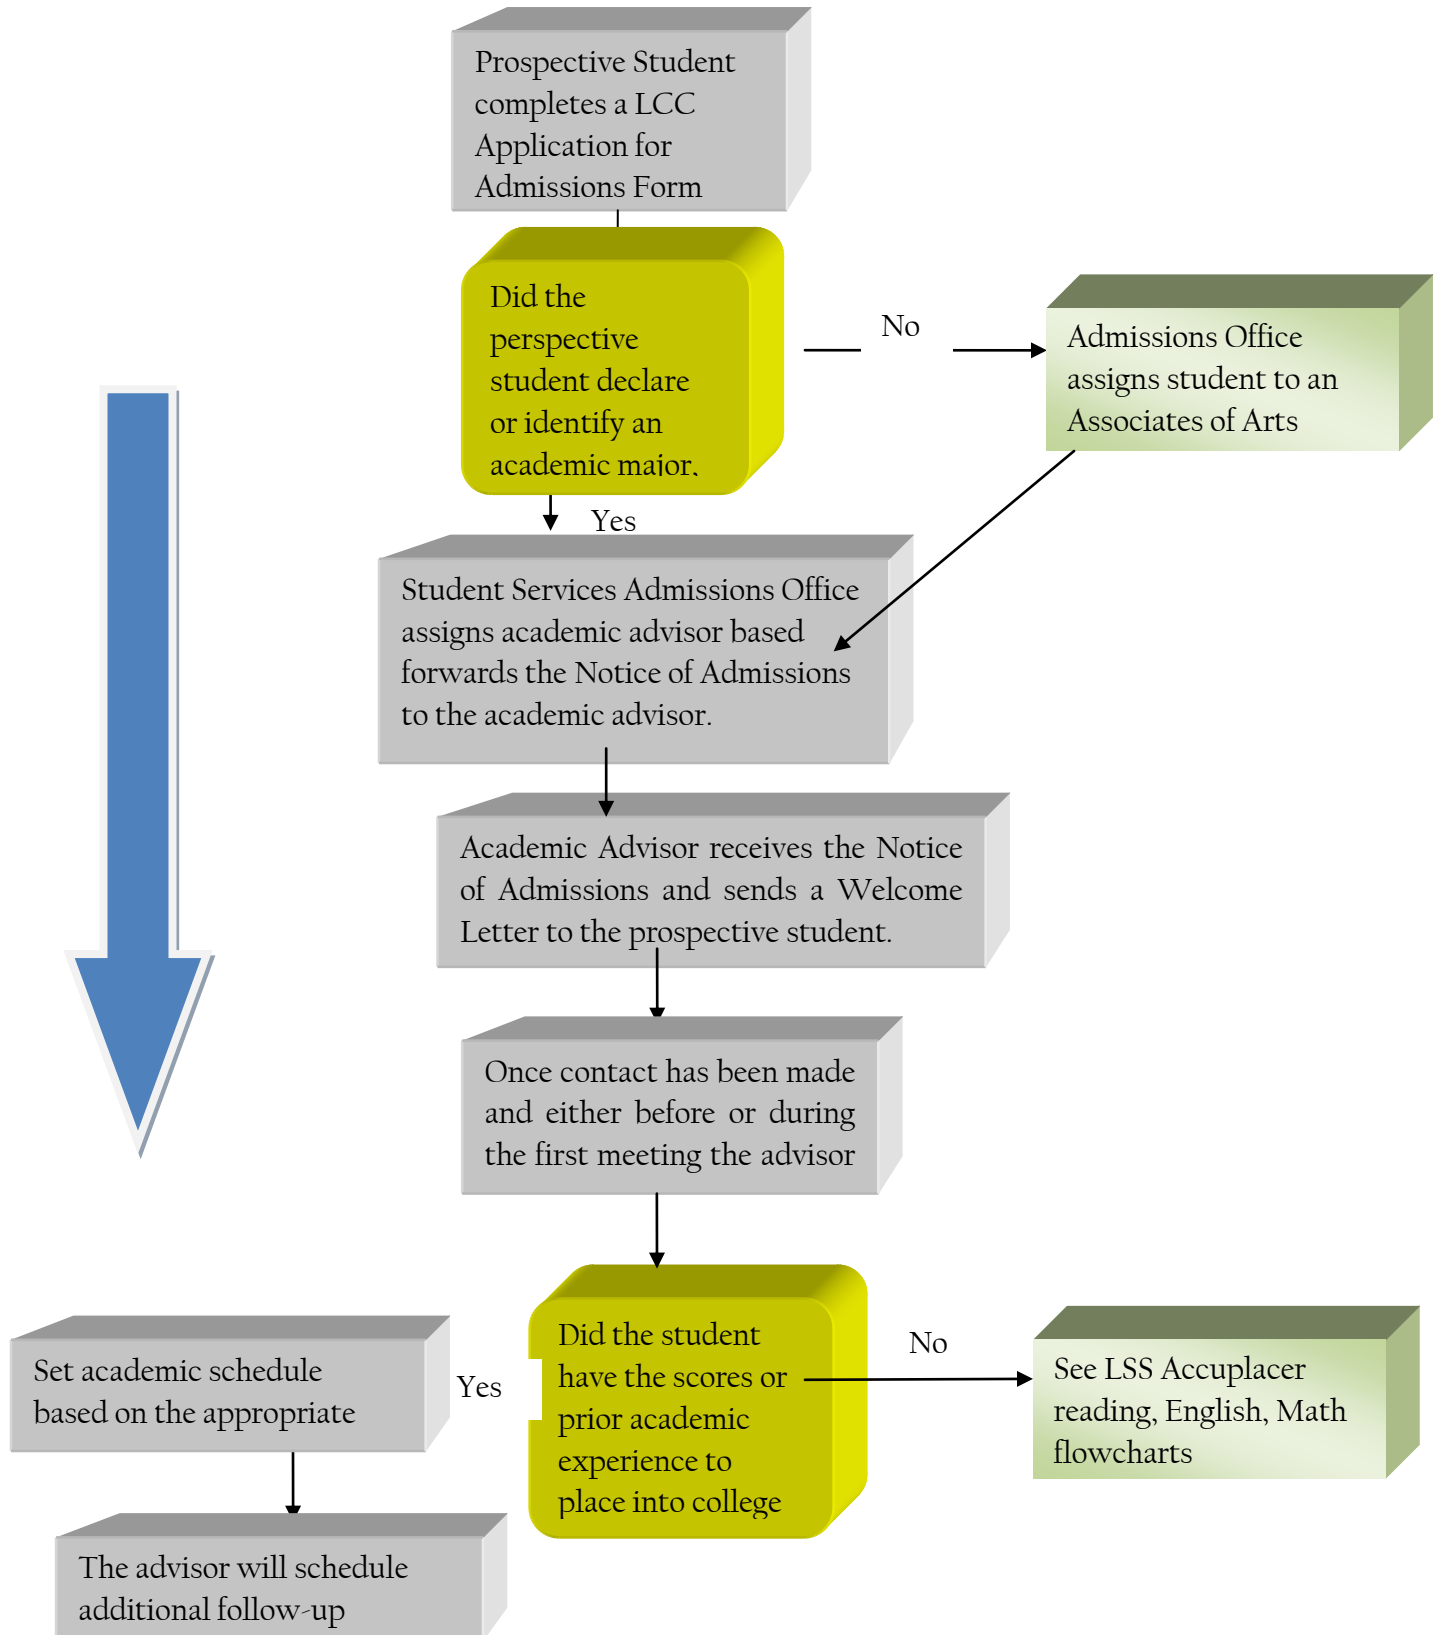 Prospective Student
completes a LCC
Application for
Admissions Form
Did the
perspective
student declare
or identify an
academic major,
No
Admissions Office
assigns student to an
Associates of Arts
Yes
Student Services Admissions Office
assigns academic advisor based
forwards the Notice of Admissions
to the academic advisor.
Academic Advisor receives the Notice
of Admissions and sends a Welcome
Letter to the prospective student.
Once contact has been made
and either before or during
the first meeting the advisor
Did the student
have the scores or
prior academic
experience to
place into college
No
See LSS Accuplacer
reading, English, Math
flowcharts
Yes
Set academic schedule
based on the appropriate
The advisor will schedule
additional follow-up